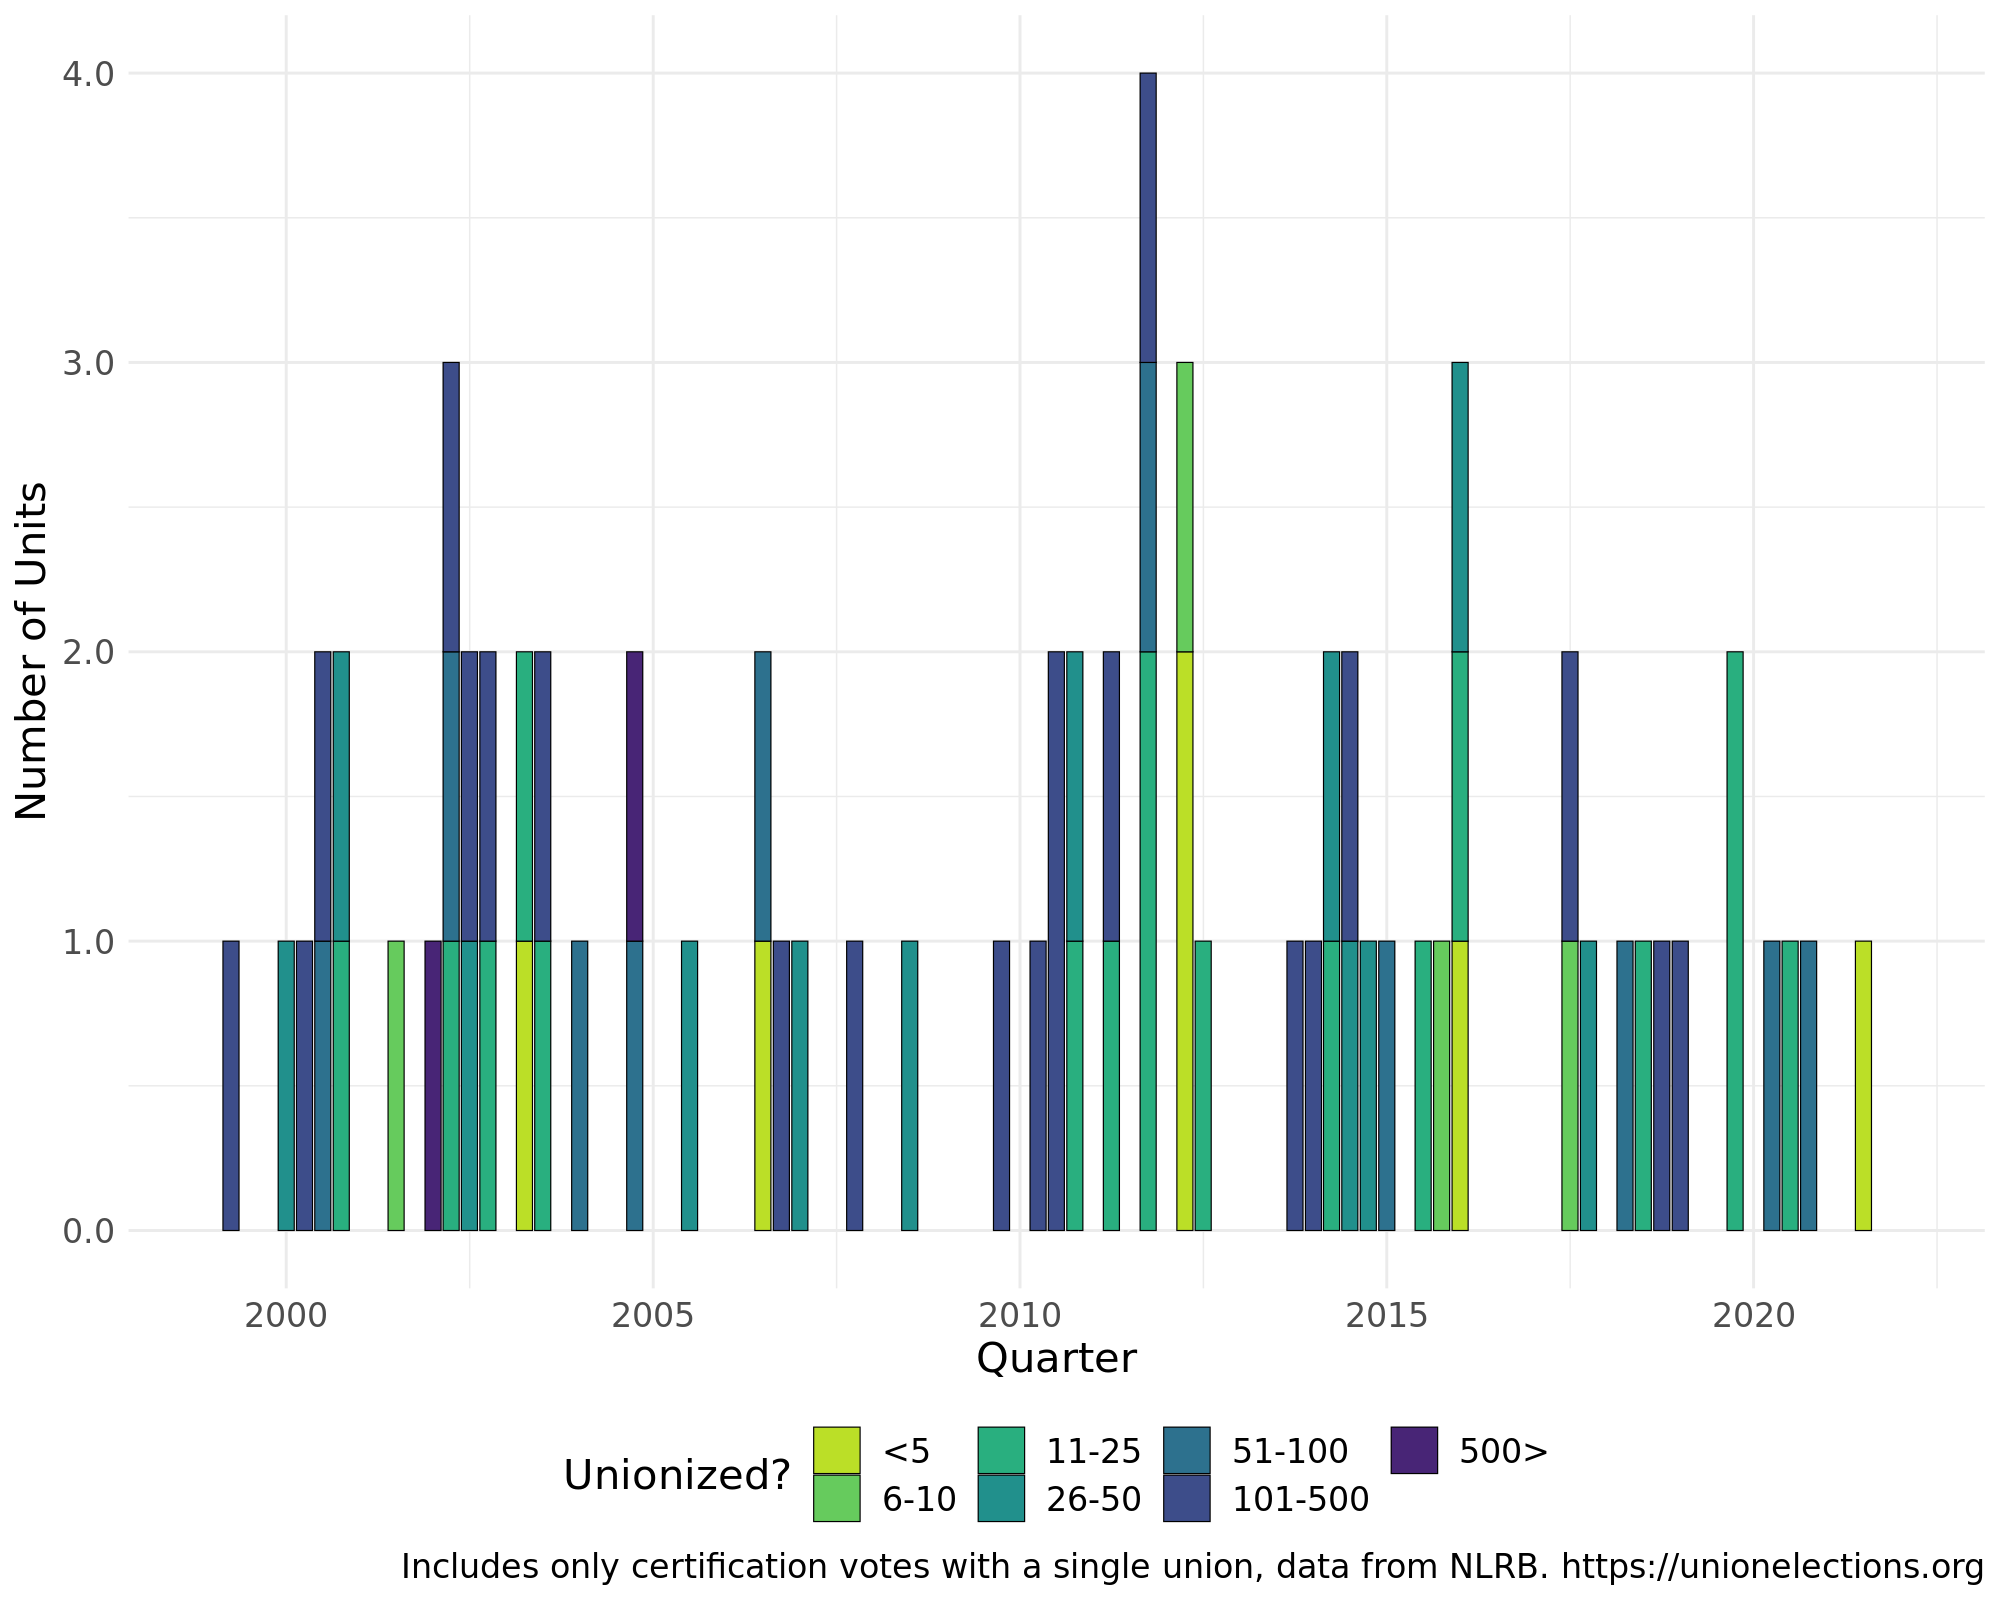 4.0
3.0
2.0
1.0
0.0
Number of Units
2000 2005 2010 2015 2020
Quarter
Unionized?
<5 11-25 51-100 500>
6-10 26-50 101-500
Includes only certification votes with a single union, data from NLRB. https://unionelections.org